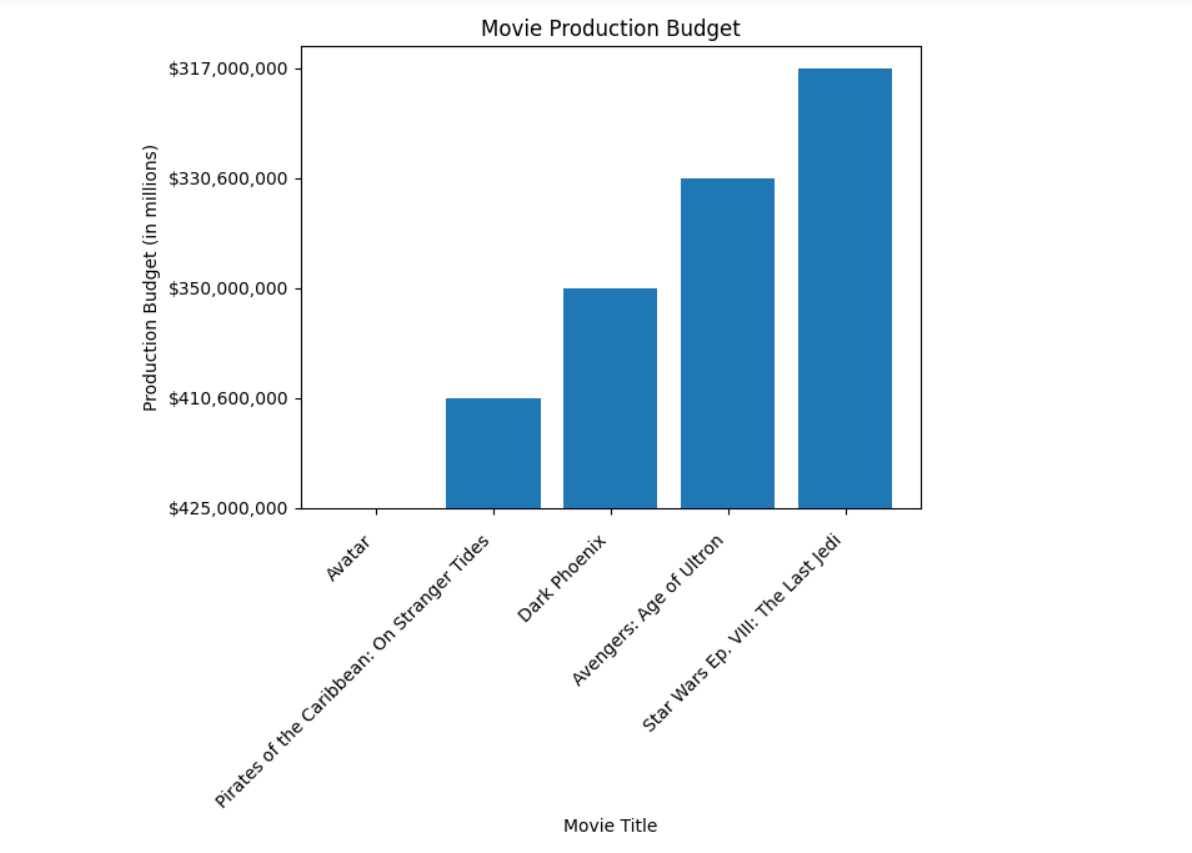 Movie Production Budget
$317,000,000
$330,600,000
$350,000,000
$410,600,000
$425,000,000
Production Budget (in millions)
Avatar
Pirates of the Caribbean: On Stranger Tides
Dark Phoenix
Avengers: Age of Ultron
Star Wars Ep. VIII: The Last Jedi
Movie Title